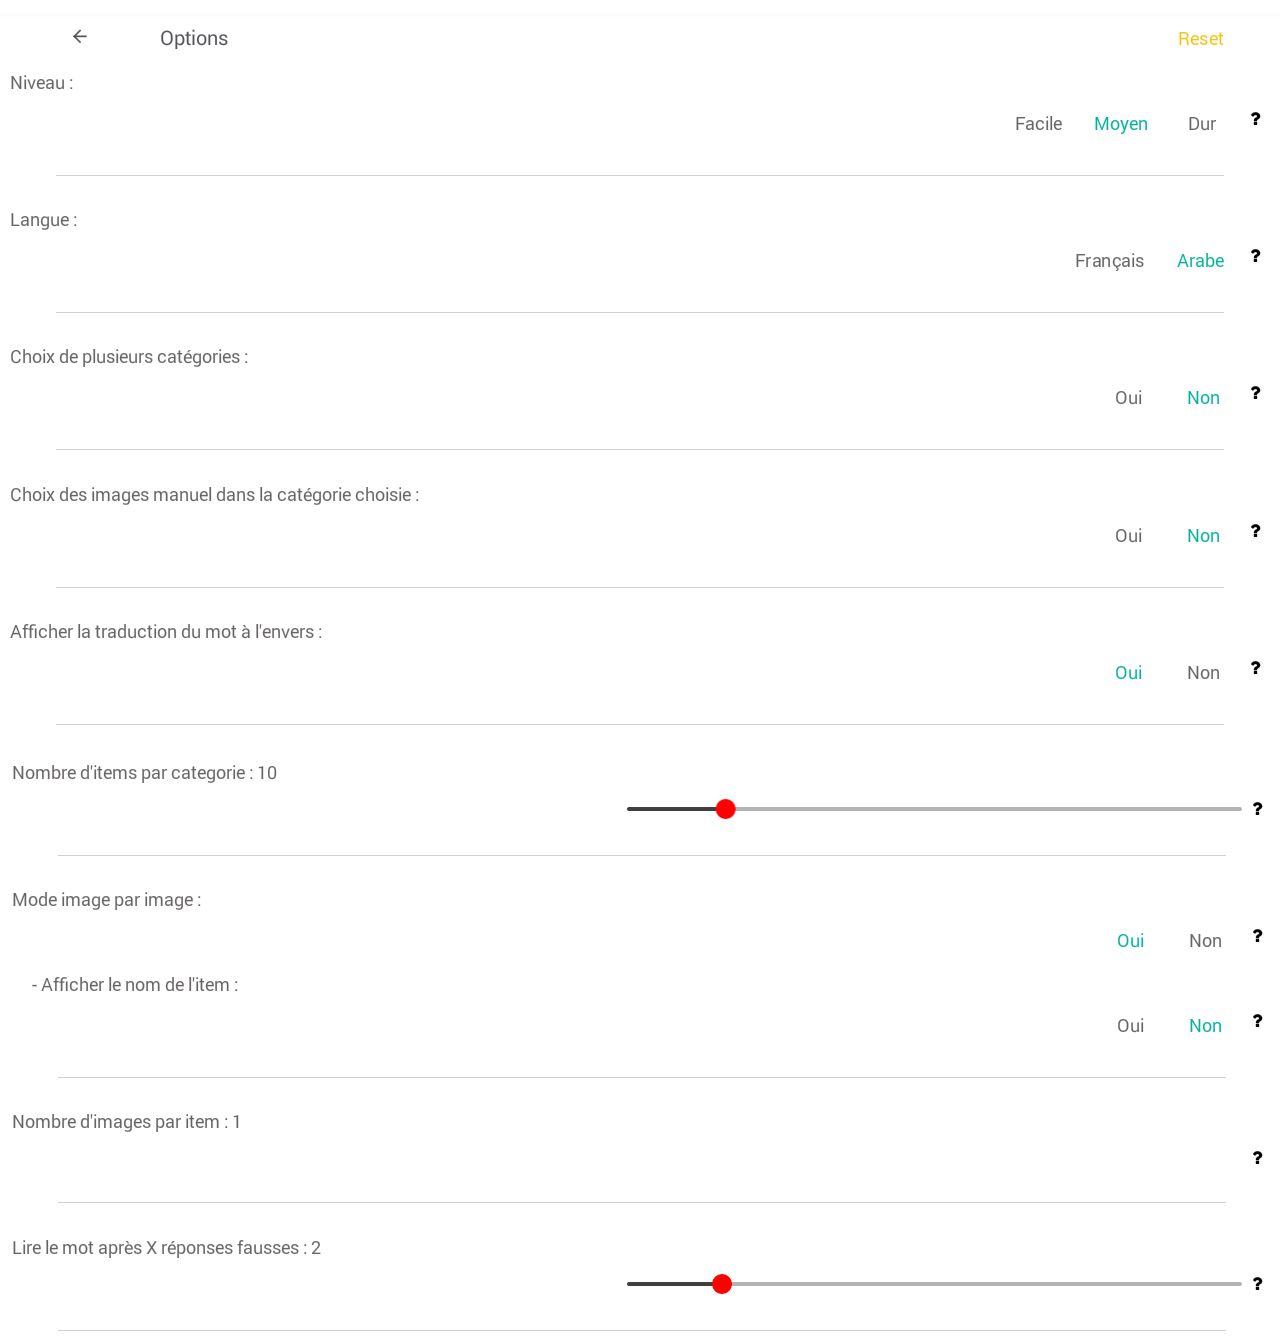 Options Reset
Niveau :
Facile Moyen Dur ?
Langue :
Français Arabe ?
Choix de plusieurs catégories :
Oui Non ?
Choix des images manuel dans la catégorie choisie :
Oui Non ?
Afficher la traduction du mot à l'envers :
Oui Non ?
Nombre d'items par categorie : 10
?
Mode image par image :
Oui Non ?
- Afficher le nom de l'item :
Oui Non ?
Nombre d'images par item : 1
?
Lire le mot après X réponses fausses : 2
?